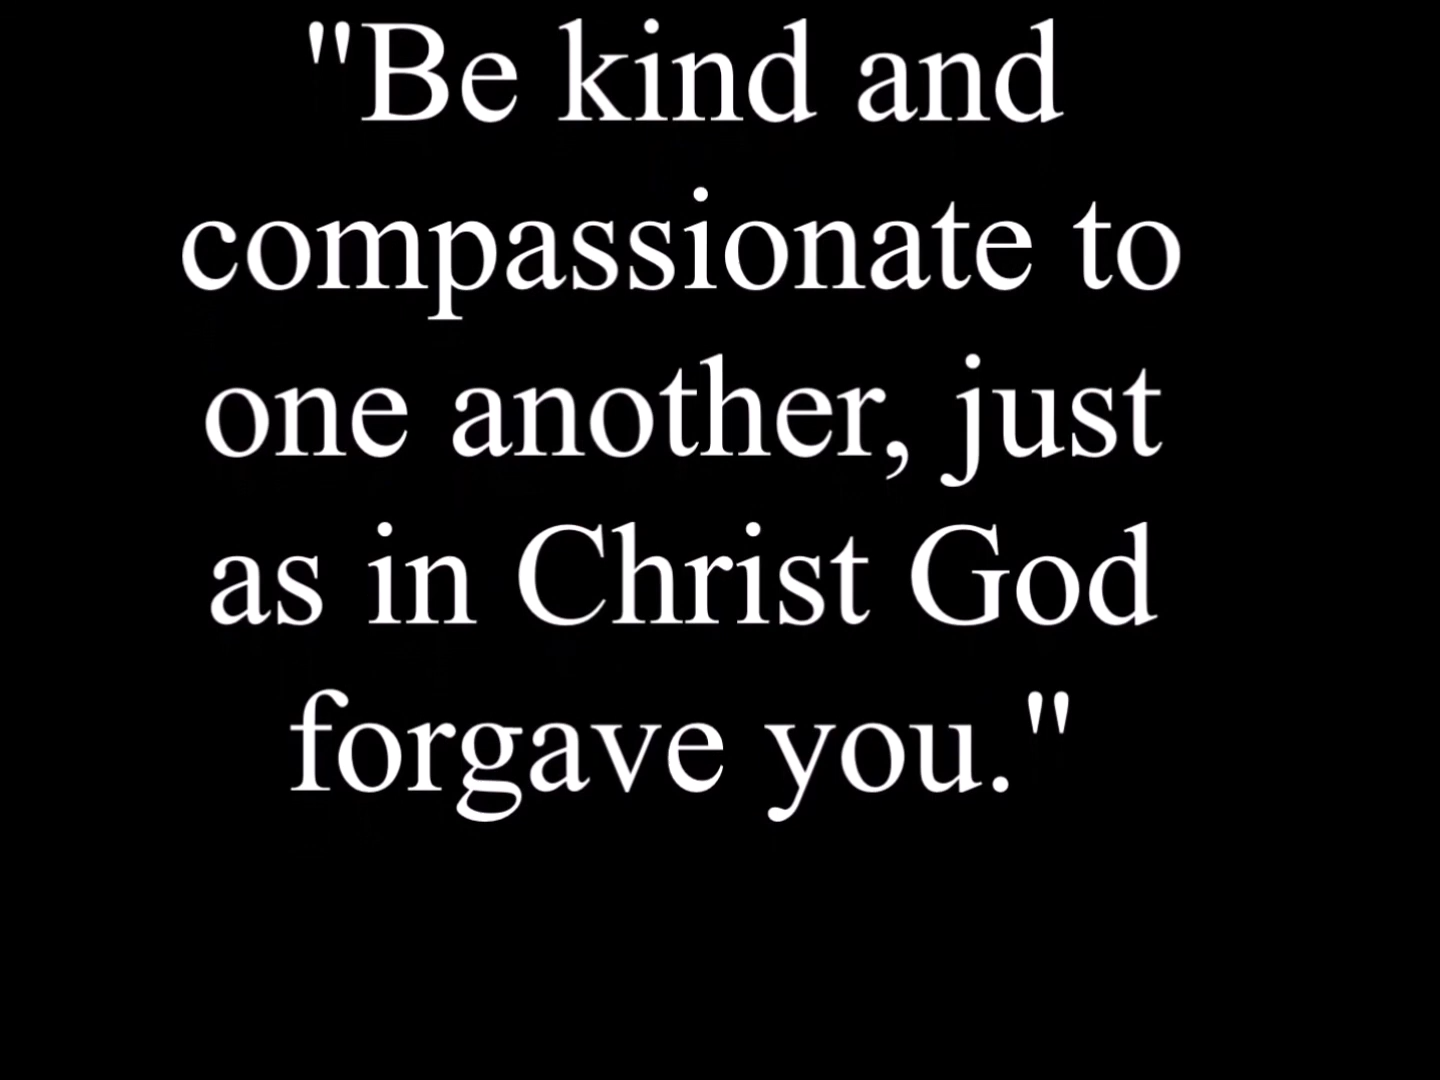 "Be kind and
compassionate to
one another, just
as in Christ God
forgave you."